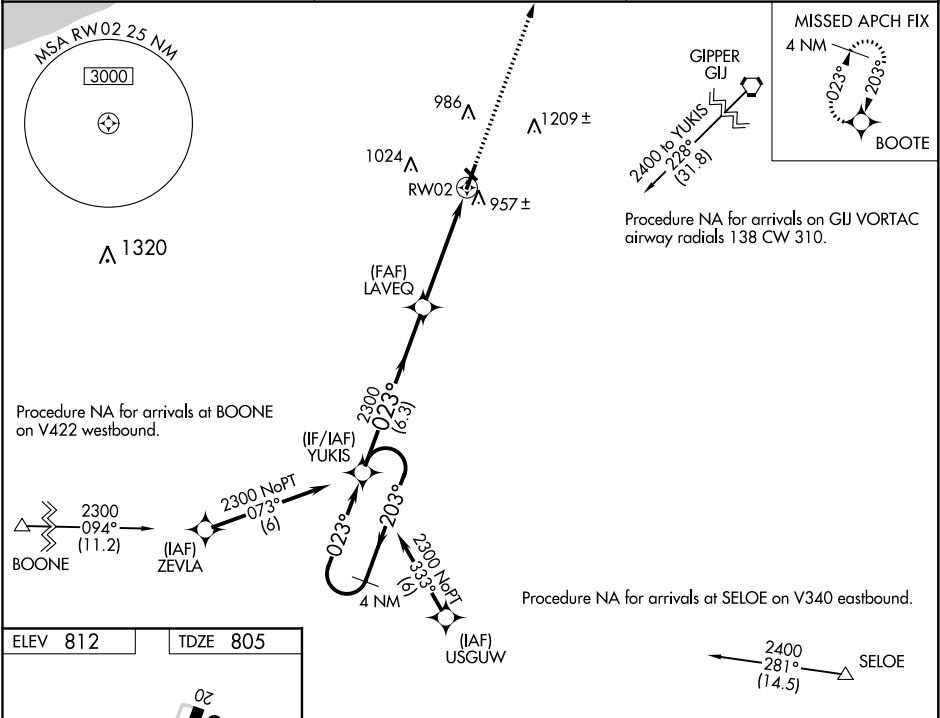 MSA RW02 25 NM
3000
1320
986
1209 ±
1024
RW02
957 ±
GIPPER
GIJ
2400 to YUKIS
228°
(31.8)
MISSED APCH FIX
4 NM
023°
203°
BOOTE
Procedure NA for arrivals on GIJ VORTAC
airway radials 138 CW 310.
(FAF)
LAVEQ
2300
023°
(6.3)
Procedure NA for arrivals at BOONE
on V422 westbound.
(IF/IAF)
YUKIS
2300 NoPT
073°
(6)
2300
094°
(11.2)
BOONE
(IAF)
ZEVLA
023°
203°
4 NM
2300 NoPT
333°
(6)
(IAF)
USGUW
Procedure NA for arrivals at SELOE on V340 eastbound.
2400
281°
(14.5)
SELOE
ELEV 812
TDZE 805
20